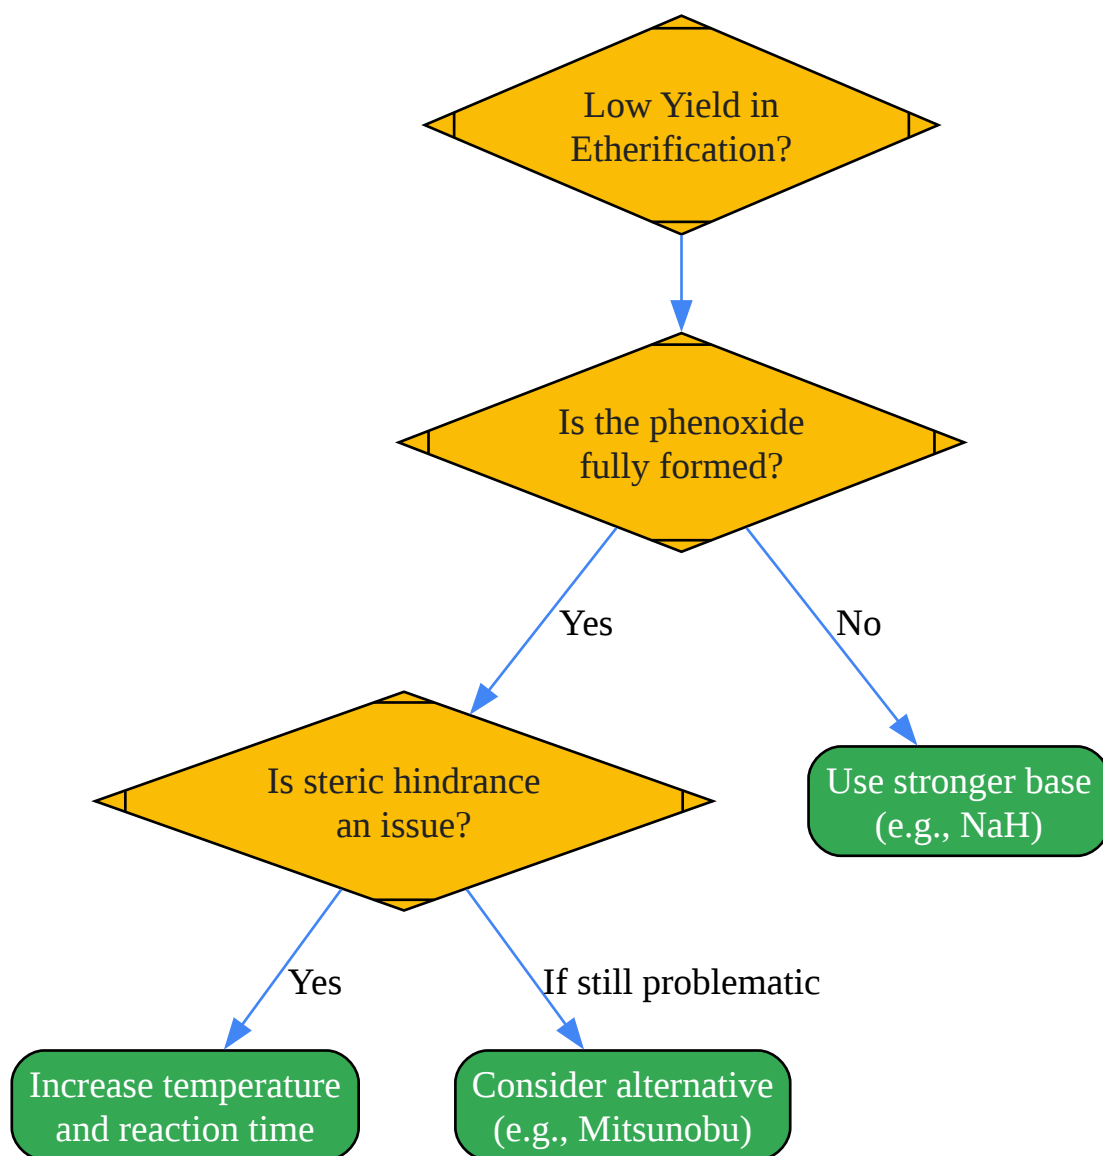 Low Yield in
Etherification?
Is the phenoxide
fully formed?
Yes
No
Is steric hindrance
an issue?
Use stronger base
(e.g., NaH)
Yes
If still problematic
Increase temperature
and reaction time
Consider alternative
(e.g., Mitsunobu)